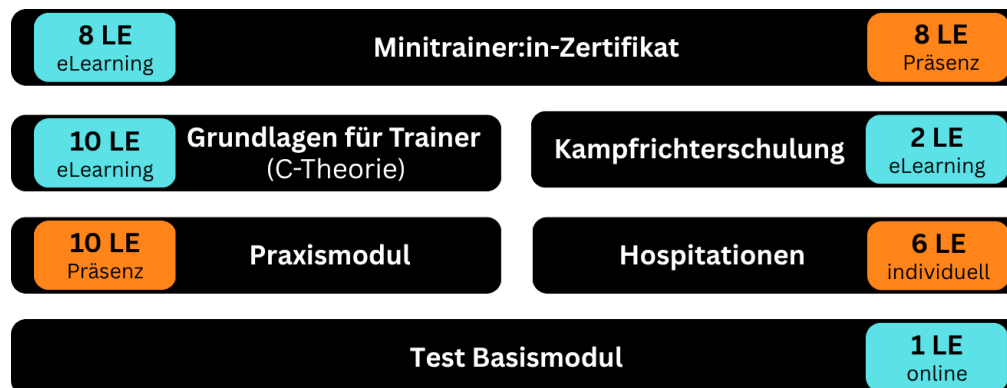 8 LE
eLearning
Minitrainer:in-Zertifikat
8 LE
Präsenz
10 LE
eLearning
Grundlagen für Trainer
(C-Theorie)
Kampfrichterschulung
2 LE
eLearning
10 LE
Präsenz
Praxismodul
Hospitationen
6 LE
individuell
Test Basismodul
1 LE
online